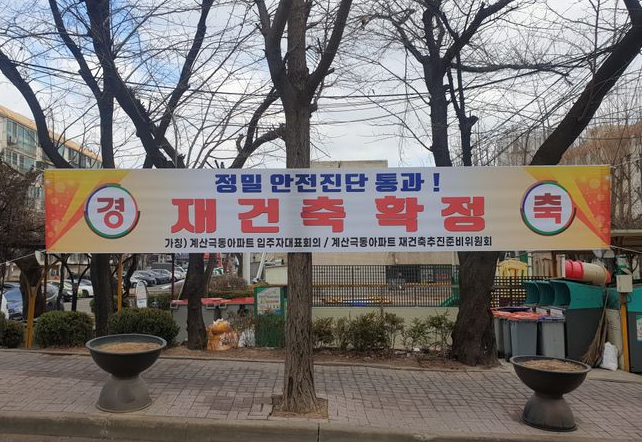 정밀 안전진단 통과!
경 재건축확정 축
가칭) 계산극동아파트 입주자대표회의 / 계산극동아파트 재건축추진준비위원회